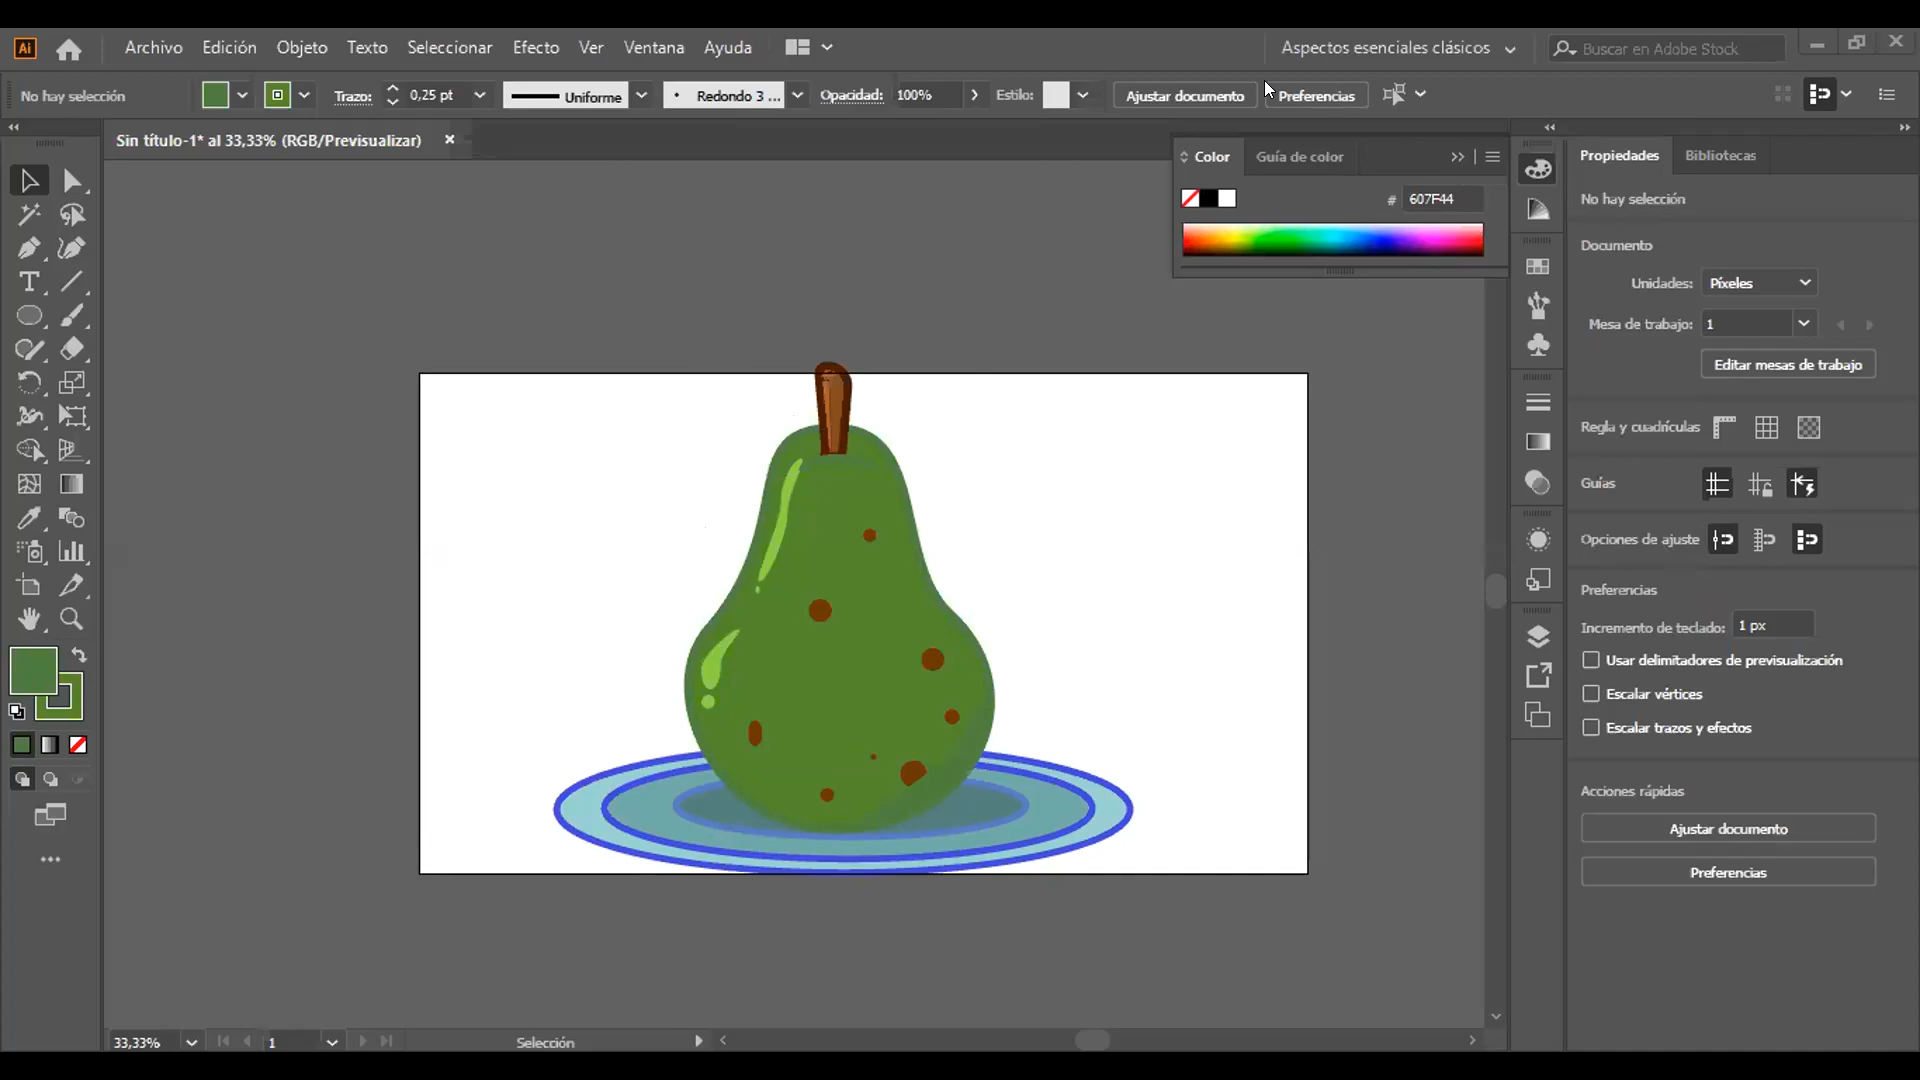 Ai Archivo Edición Objeto Texto Seleccionar Efecto Ver Ventana Ayuda Aspectos esenciales clásicos Buscar en Adobe Stock
No hay selección Trazo: 0,25 pt Uniforme Redondo 3 ... Opacidad: 100% Estilo: Ajustar documento Preferencias
Sin título-1* al 33,33% (RGB/Previsualizar)
Color Guía de color
# 607F44
Propiedades Bibliotecas
No hay selección
Documento
Unidades: Píxeles
Mesa de trabajo: 1
Editar mesas de trabajo
Regla y cuadrículas
Guías
Opciones de ajuste
Preferencias
Incremento de teclado: 1 px
Usar delimitadores de previsualización
Escalar vértices
Escalar trazos y efectos
Acciones rápidas
Ajustar documento
Preferencias
T
33,33% 1 Selección